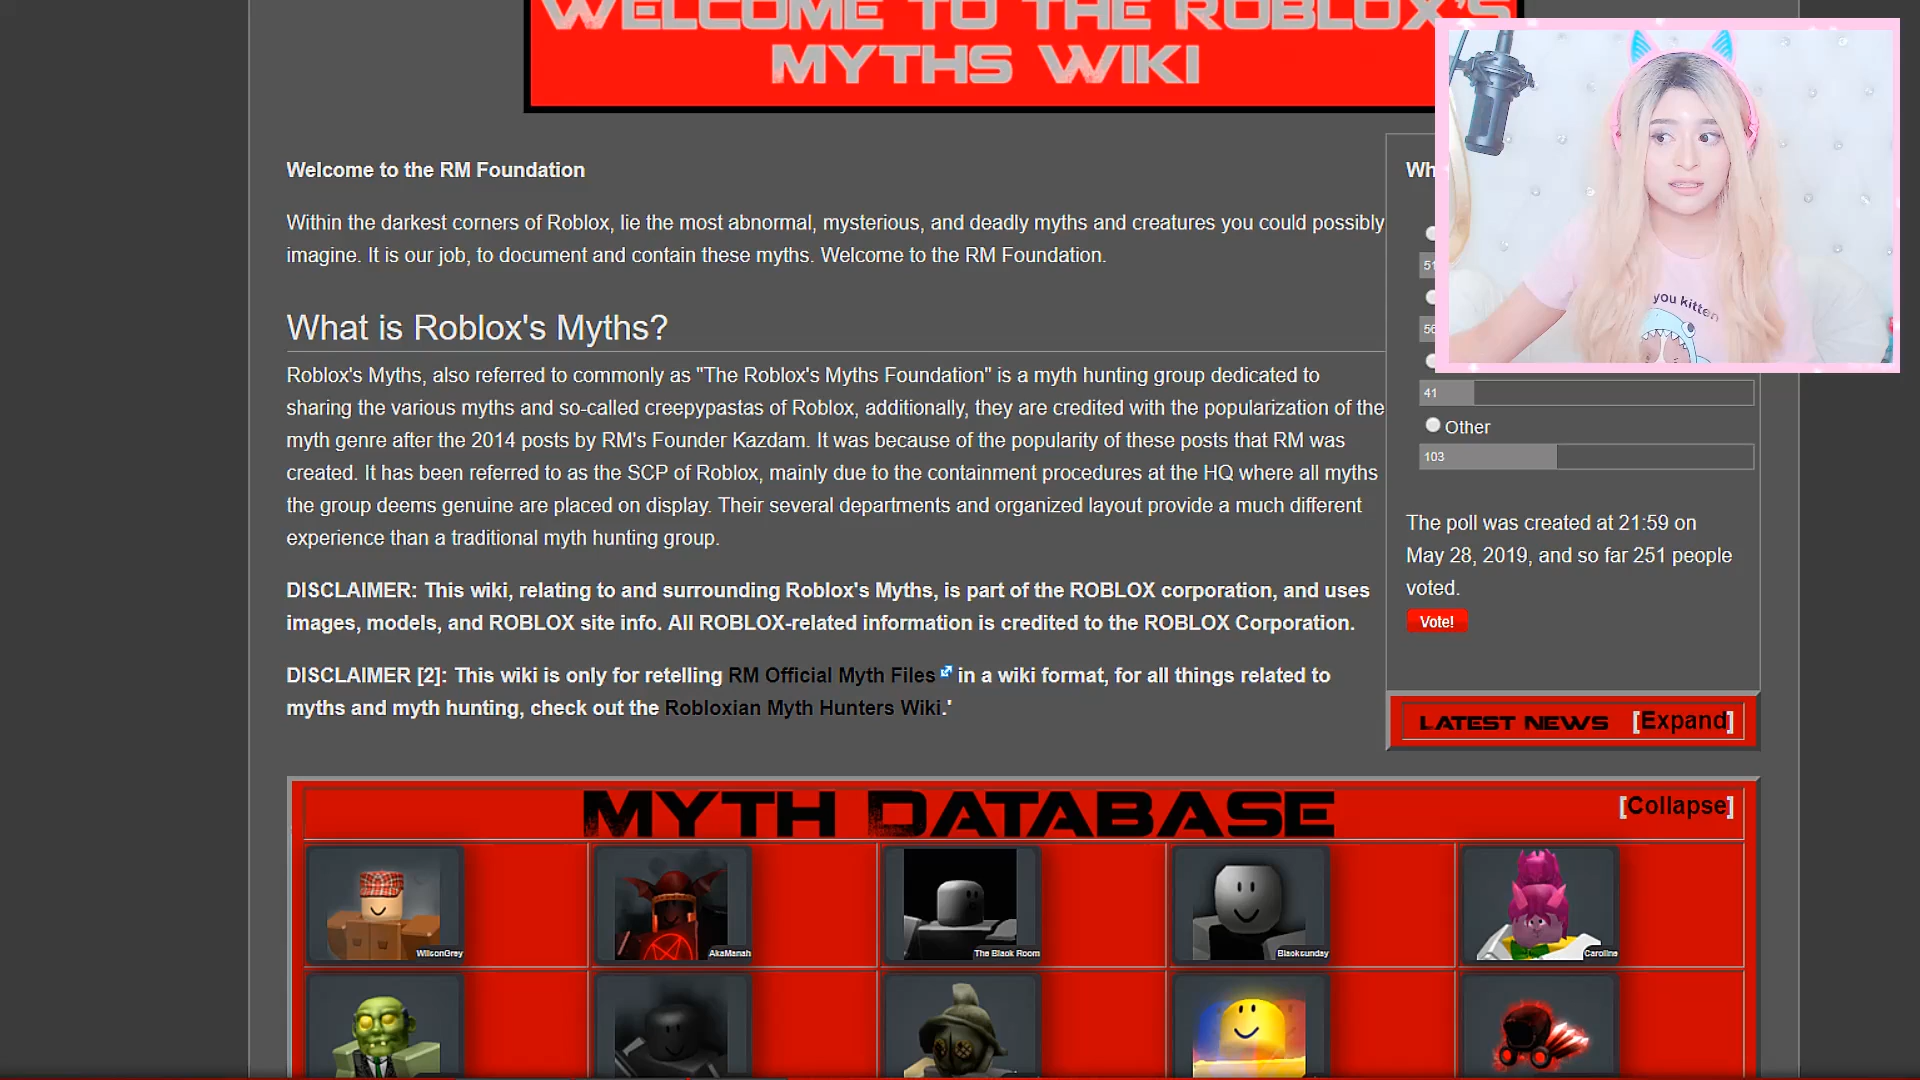 WELCOME TO THE ROBLOX'S
MYTHS WIKI
Welcome to the RM Foundation
Within the darkest corners of Roblox, lie the most abnormal, mysterious, and deadly myths and creatures you could possibly
imagine. It is our job, to document and contain these myths. Welcome to the RM Foundation.
What is Roblox's Myths?
Roblox's Myths, also referred to commonly as "The Roblox's Myths Foundation" is a myth hunting group dedicated to
sharing the various myths and so-called creepypastas of Roblox, additionally, they are credited with the popularization of the
myth genre after the 2014 posts by RM's Founder Kazdam. It was because of the popularity of these posts that RM was
created. It has been referred to as the SCP of Roblox, mainly due to the containment procedures at the HQ where all myths
the group deems genuine are placed on display. Their several departments and organized layout provide a much different
experience than a traditional myth hunting group.
DISCLAIMER: This wiki, relating to and surrounding Roblox's Myths, is part of the ROBLOX corporation, and uses
images, models, and ROBLOX site info. All ROBLOX-related information is credited to the ROBLOX Corporation.
DISCLAIMER [2]: This wiki is only for retelling RM Official Myth Files in a wiki format, for all things related to
myths and myth hunting, check out the Robloxian Myth Hunters Wiki.'
Wh
51
56
41
Other
103
The poll was created at 21:59 on
May 28, 2019, and so far 251 people
voted.
Vote!
LATEST NEWS [Expand]
you kitten
MYTH DATABASE
[Collapse]
WilsonGrey
AkaManah
The Black Room
Blacksunday
Caroline